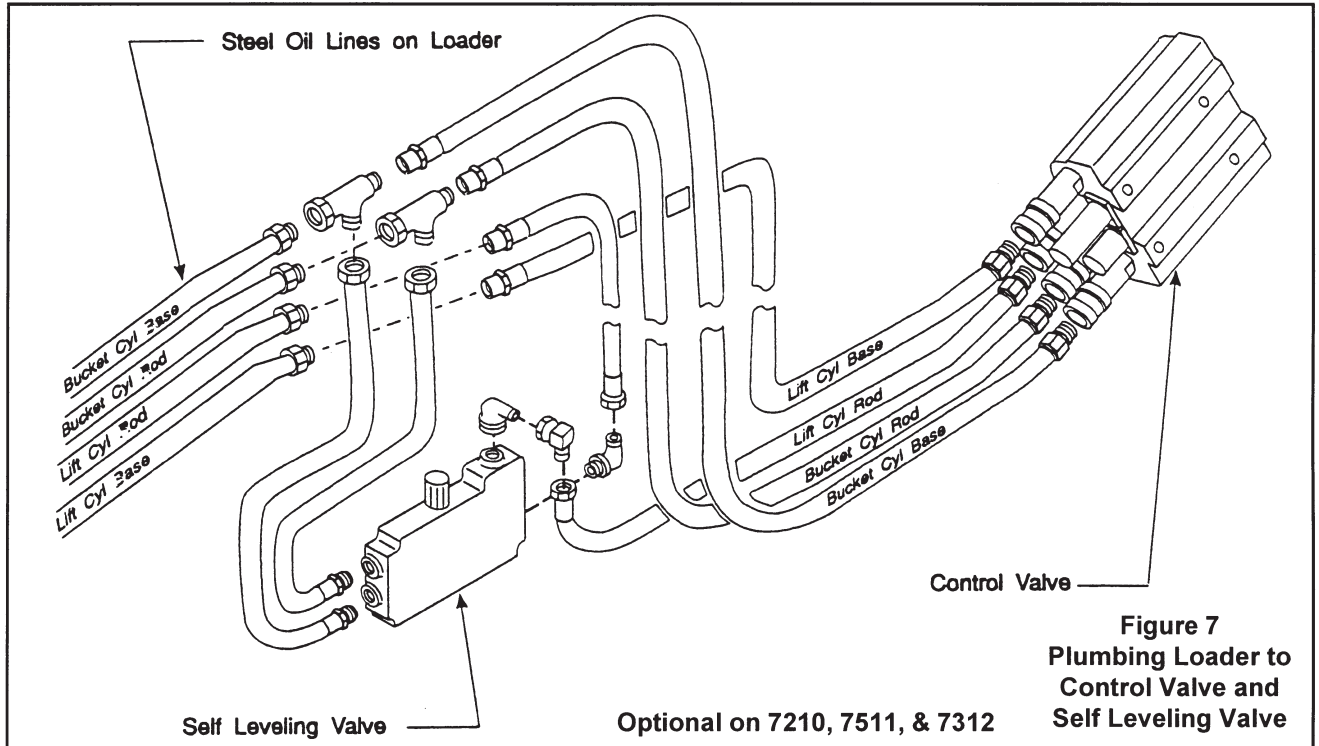 Steel Oil Lines on Loader
Bucket Cyl Base
Bucket Cyl Rod
Lift Cyl Rod
Lift Cyl Base
Lift Cyl Base
Lift Cyl Rod
Bucket Cyl Rod
Bucket Cyl Base
Control Valve
Self Leveling Valve
Optional on 7210, 7511, & 7312
Figure 7
Plumbing Loader to
Control Valve and
Self Leveling Valve